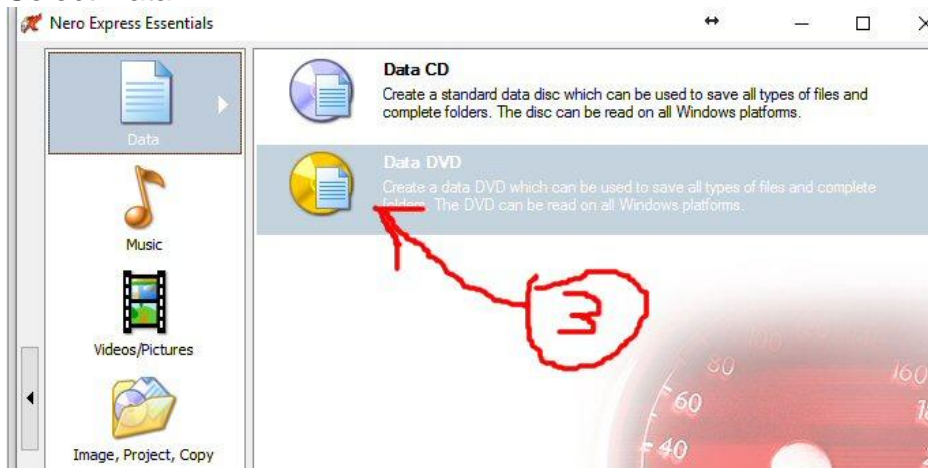 Nero Express Essentials
Data
Music
Videos/Pictures
Image, Project, Copy
Data CD
Create a standard data disc which can be used to save all types of files and
complete folders. The disc can be read on all Windows platforms.
Data DVD
Create a data DVD which can be used to save all types of files and complete
folders. The DVD can be read on all Windows platforms.
3
40
60
80
100
160